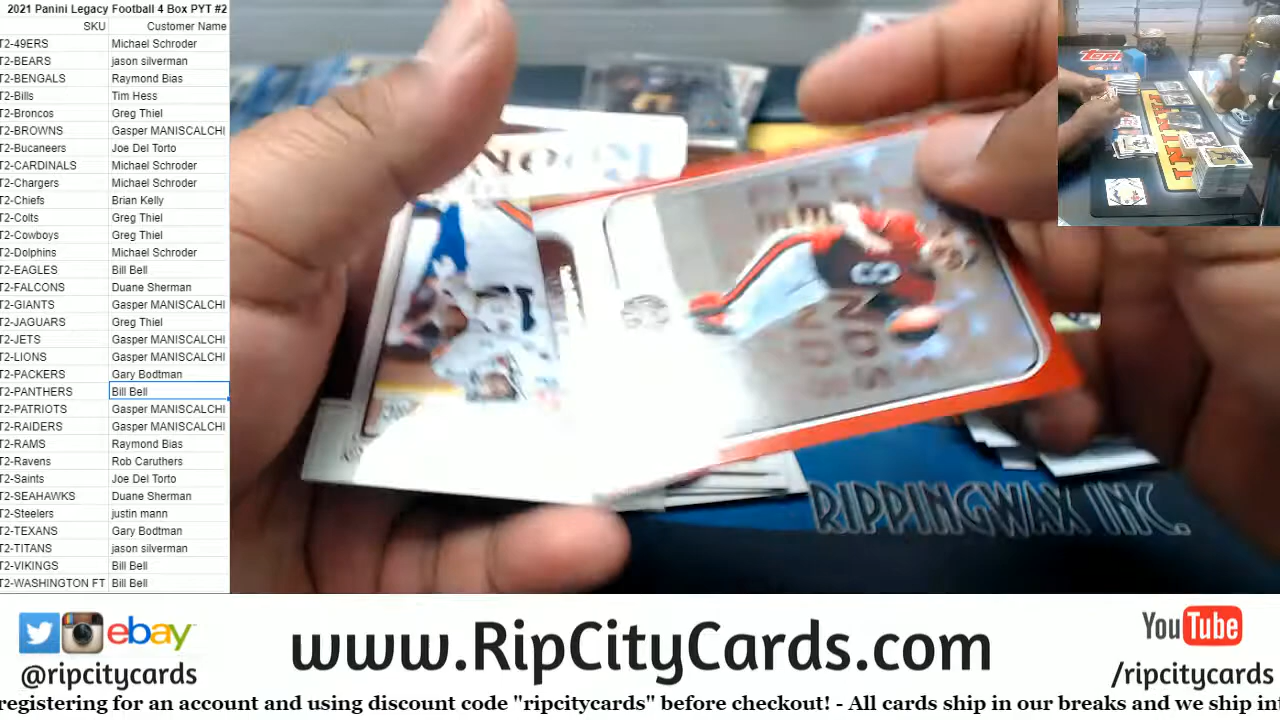 2021 Panini Legacy Football 4 Box PYT #2
SKU Customer Name
T2-49ERS Michael Schroder
T2-BEARS jason silverman
T2-BENGALS Raymond Bias
T2-Bills Tim Hess
T2-Broncos Greg Thiel
T2-BROWNS Gasper MANISCALCHI
T2-Bucaneers Joe Del Torto
T2-CARDINALS Michael Schroder
T2-Chargers Michael Schroder
T2-Chiefs Brian Kelly
T2-Colts Greg Thiel
T2-Cowboys Greg Thiel
T2-Dolphins Michael Schroder
T2-EAGLES Bill Bell
T2-FALCONS Duane Sherman
T2-GIANTS Gasper MANISCALCHI
T2-JAGUARS Greg Thiel
T2-JETS Gasper MANISCALCHI
T2-LIONS Gasper MANISCALCHI
T2-PACKERS Gary Bodtman
T2-PANTHERS Bill Bell
T2-PATRIOTS Gasper MANISCALCHI
T2-RAIDERS Gasper MANISCALCHI
T2-RAMS Raymond Bias
T2-Ravens Rob Caruthers
T2-Saints Joe Del Torto
T2-SEAHAWKS Duane Sherman
T2-Steelers justin mann
T2-TEXANS Gary Bodtman
T2-TITANS jason silverman
T2-VIKINGS Bill Bell
T2-WASHINGTON FT Bill Bell
Topps
PANINI
8
11
RIPPINGWAX INC.
ebay
@ripcitycards
www.RipCityCards.com
YouTube
/ripcitycards
registering for an account and using discount code "ripcitycards" before checkout! - All cards ship in our breaks and we ship in